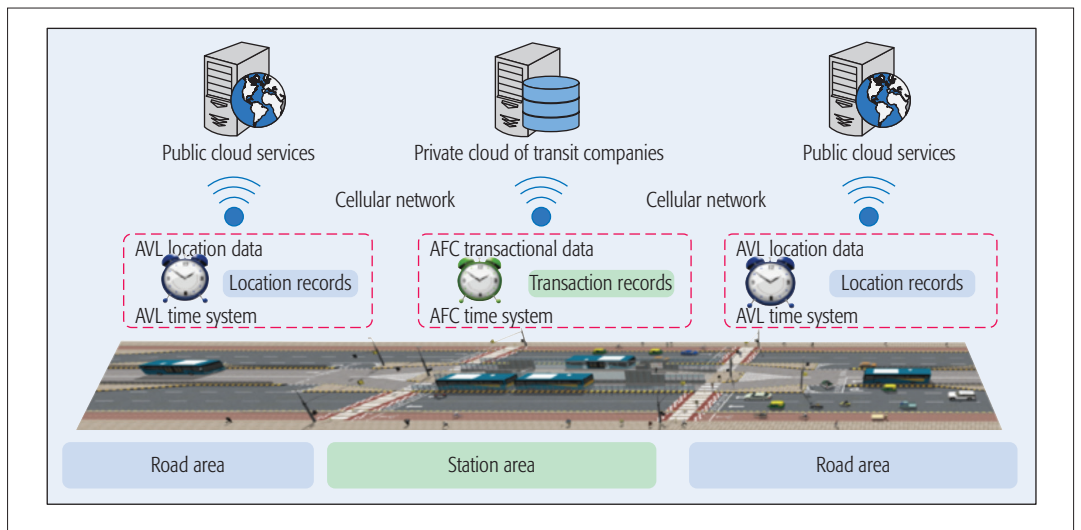 Public cloud services
Private cloud of transit companies
Public cloud services
Cellular network
Cellular network
AVL location data
Location records
AVL time system
AFC transactional data
Transaction records
AFC time system
AVL location data
Location records
AVL time system
Road area
Station area
Road area